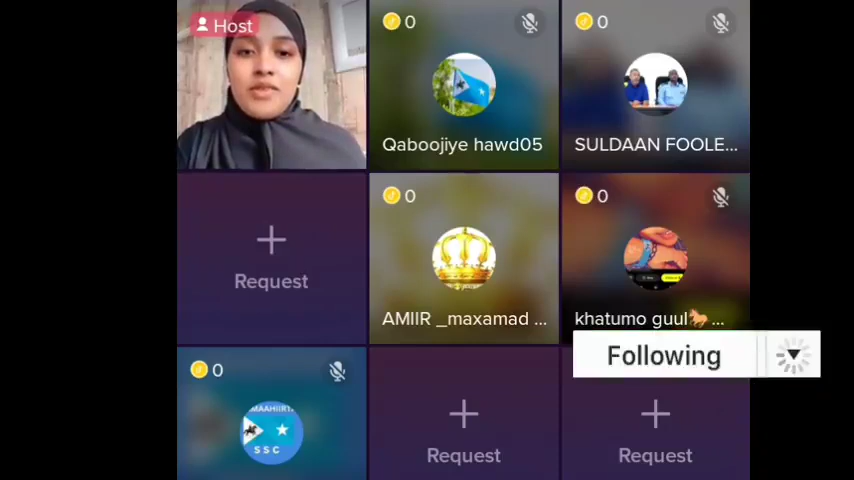 Host
0
0
Qaboojiye hawd05
SULDAAN FOOLE...
0
0
Request
AMIIR _maxamad ...
khatumo guul🐎...
Following
0
MAAHIIRT
SSC
Request
Request